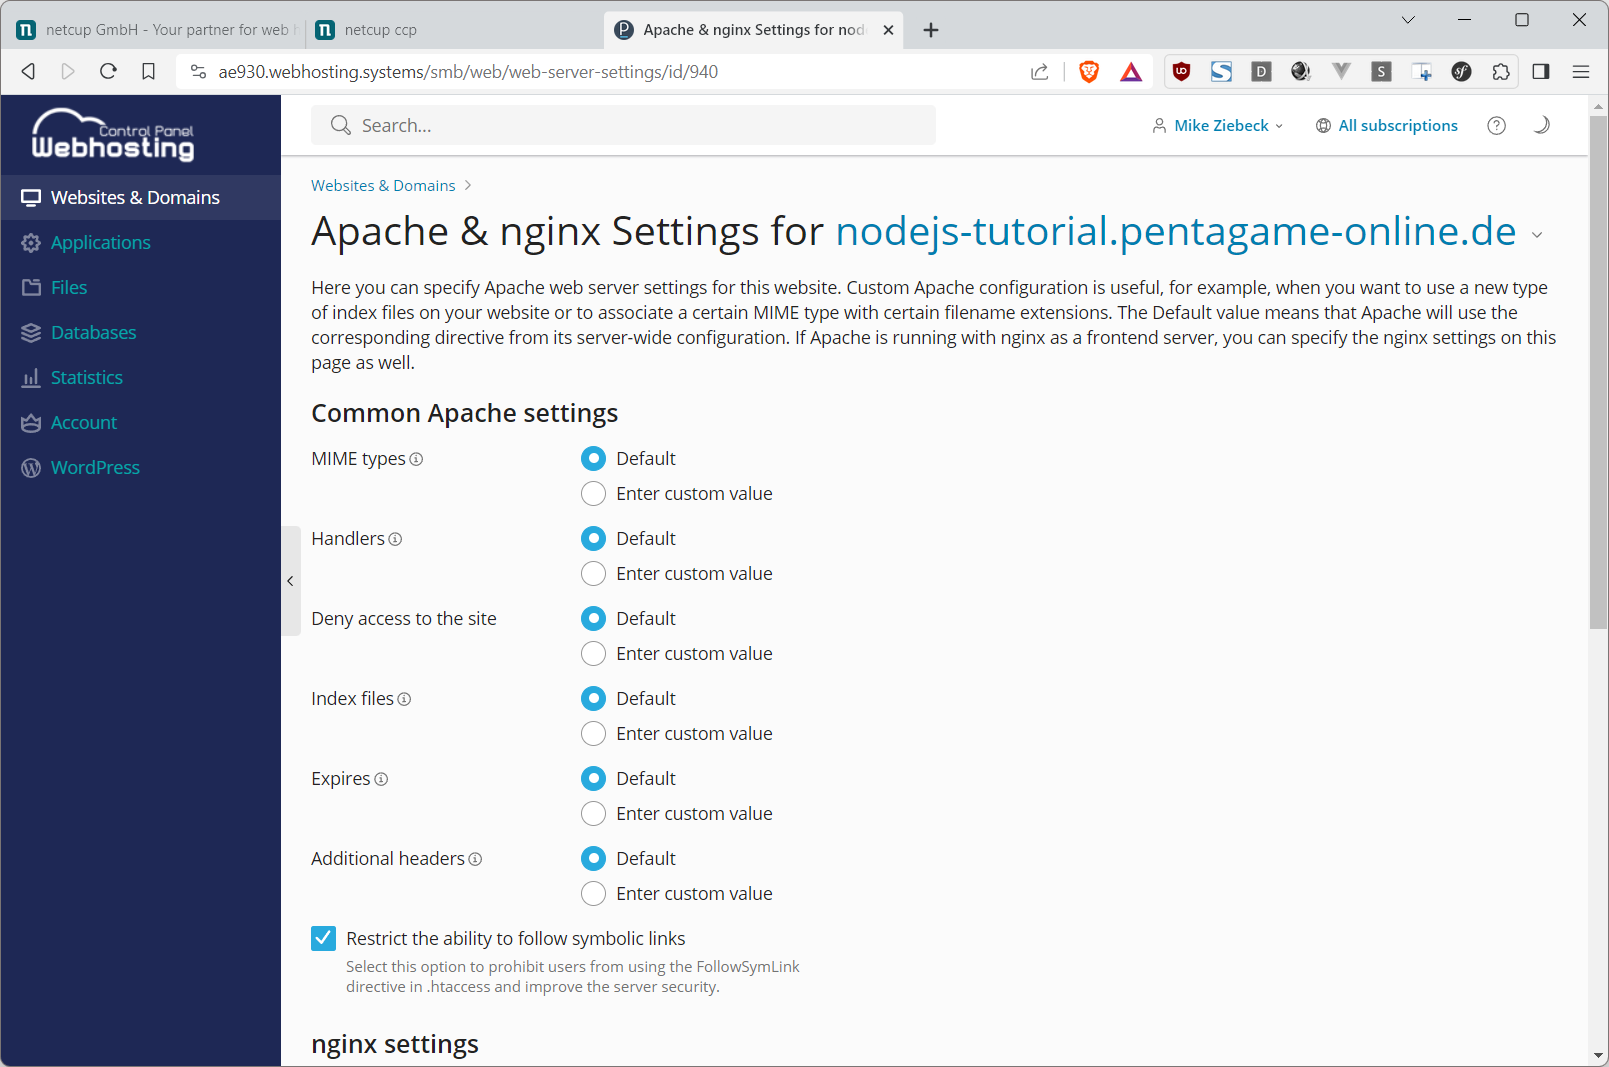 netcup GmbH - Your partner for web h
netcup ccp
Apache & nginx Settings for nod
ae930.webhosting.systems/smb/web/web-server-settings/id/940
Control Panel
Webhosting
Search...
Mike Ziebeck
All subscriptions
Websites & Domains
Applications
Files
Databases
Statistics
Account
WordPress
Websites & Domains
Apache & nginx Settings for nodejs-tutorial.pentagame-online.de
Here you can specify Apache web server settings for this website. Custom Apache configuration is useful, for example, when you want to use a new type
of index files on your website or to associate a certain MIME type with certain filename extensions. The Default value means that Apache will use the
corresponding directive from its server-wide configuration. If Apache is running with nginx as a frontend server, you can specify the nginx settings on this
page as well.
Common Apache settings
MIME types
Default
Enter custom value
Handlers
Default
Enter custom value
Deny access to the site
Default
Enter custom value
Index files
Default
Enter custom value
Expires
Default
Enter custom value
Additional headers
Default
Enter custom value
Restrict the ability to follow symbolic links
Select this option to prohibit users from using the FollowSymLink
directive in .htaccess and improve the server security.
nginx settings